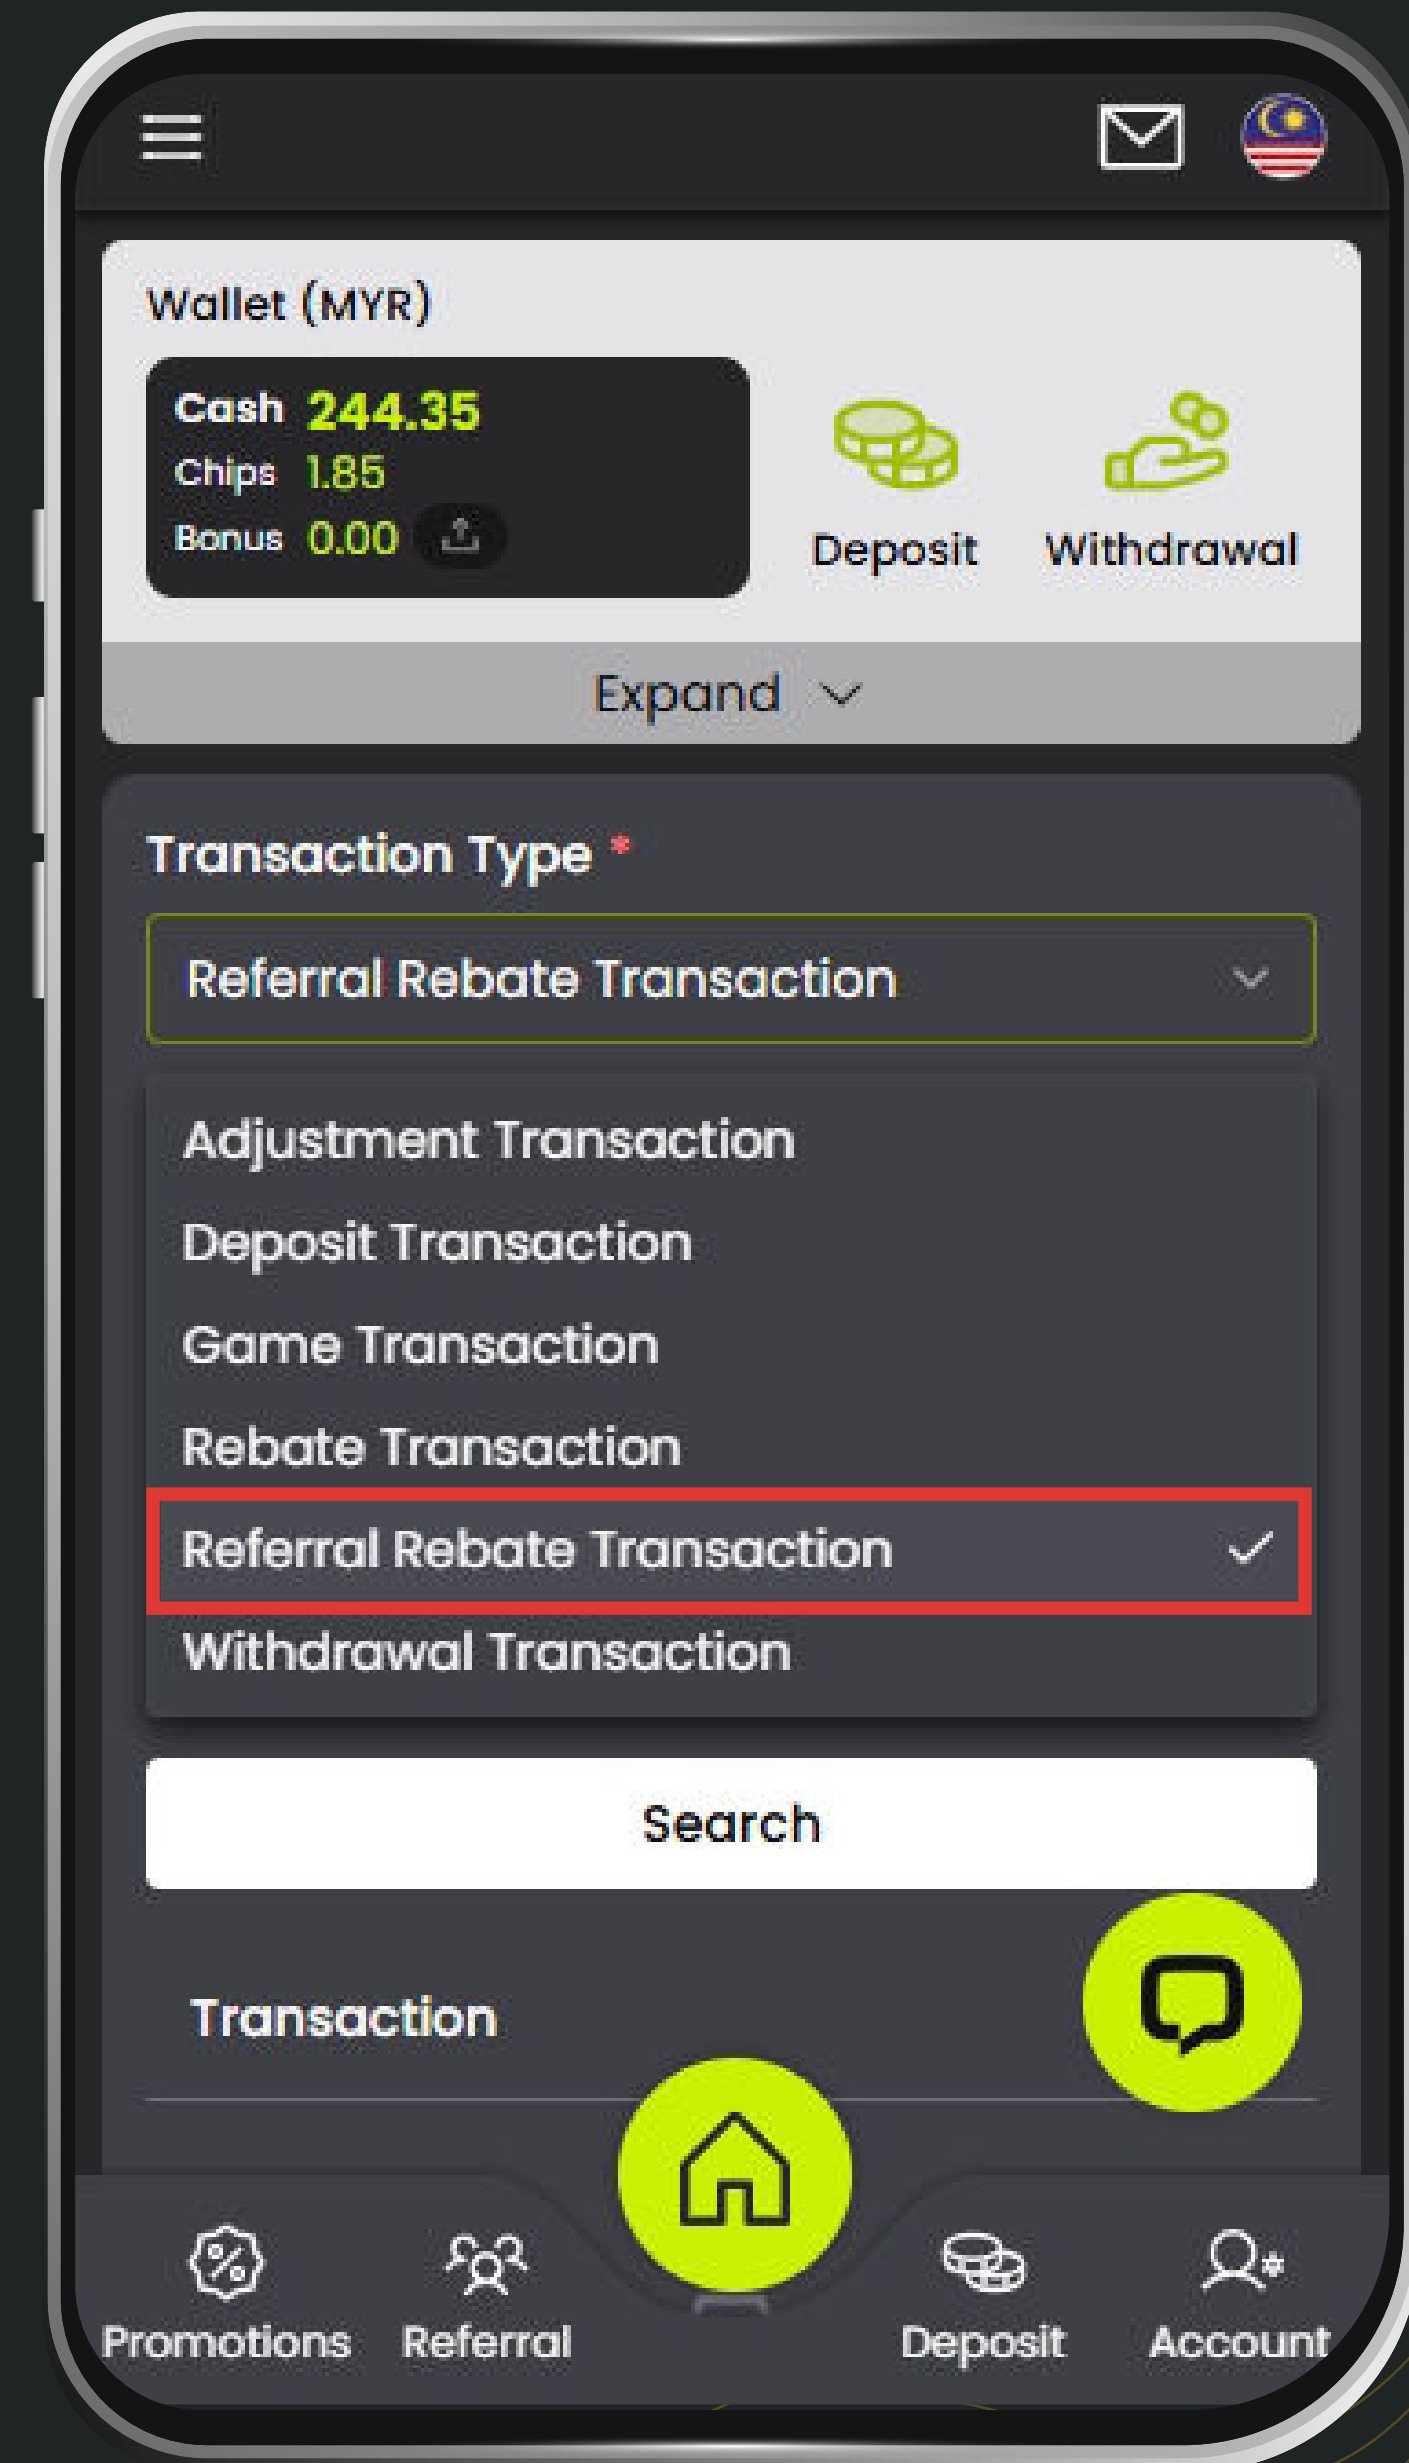 Wallet (MYR)
Cash 244.35
Chips 1.85
Bonus 0.00
Deposit
Withdrawal
Expand
Transaction Type *
Referral Rebate Transaction
Adjustment Transaction
Deposit Transaction
Game Transaction
Rebate Transaction
Referral Rebate Transaction
Withdrawal Transaction
Search
Transaction
Promotions
Referral
Deposit
Account